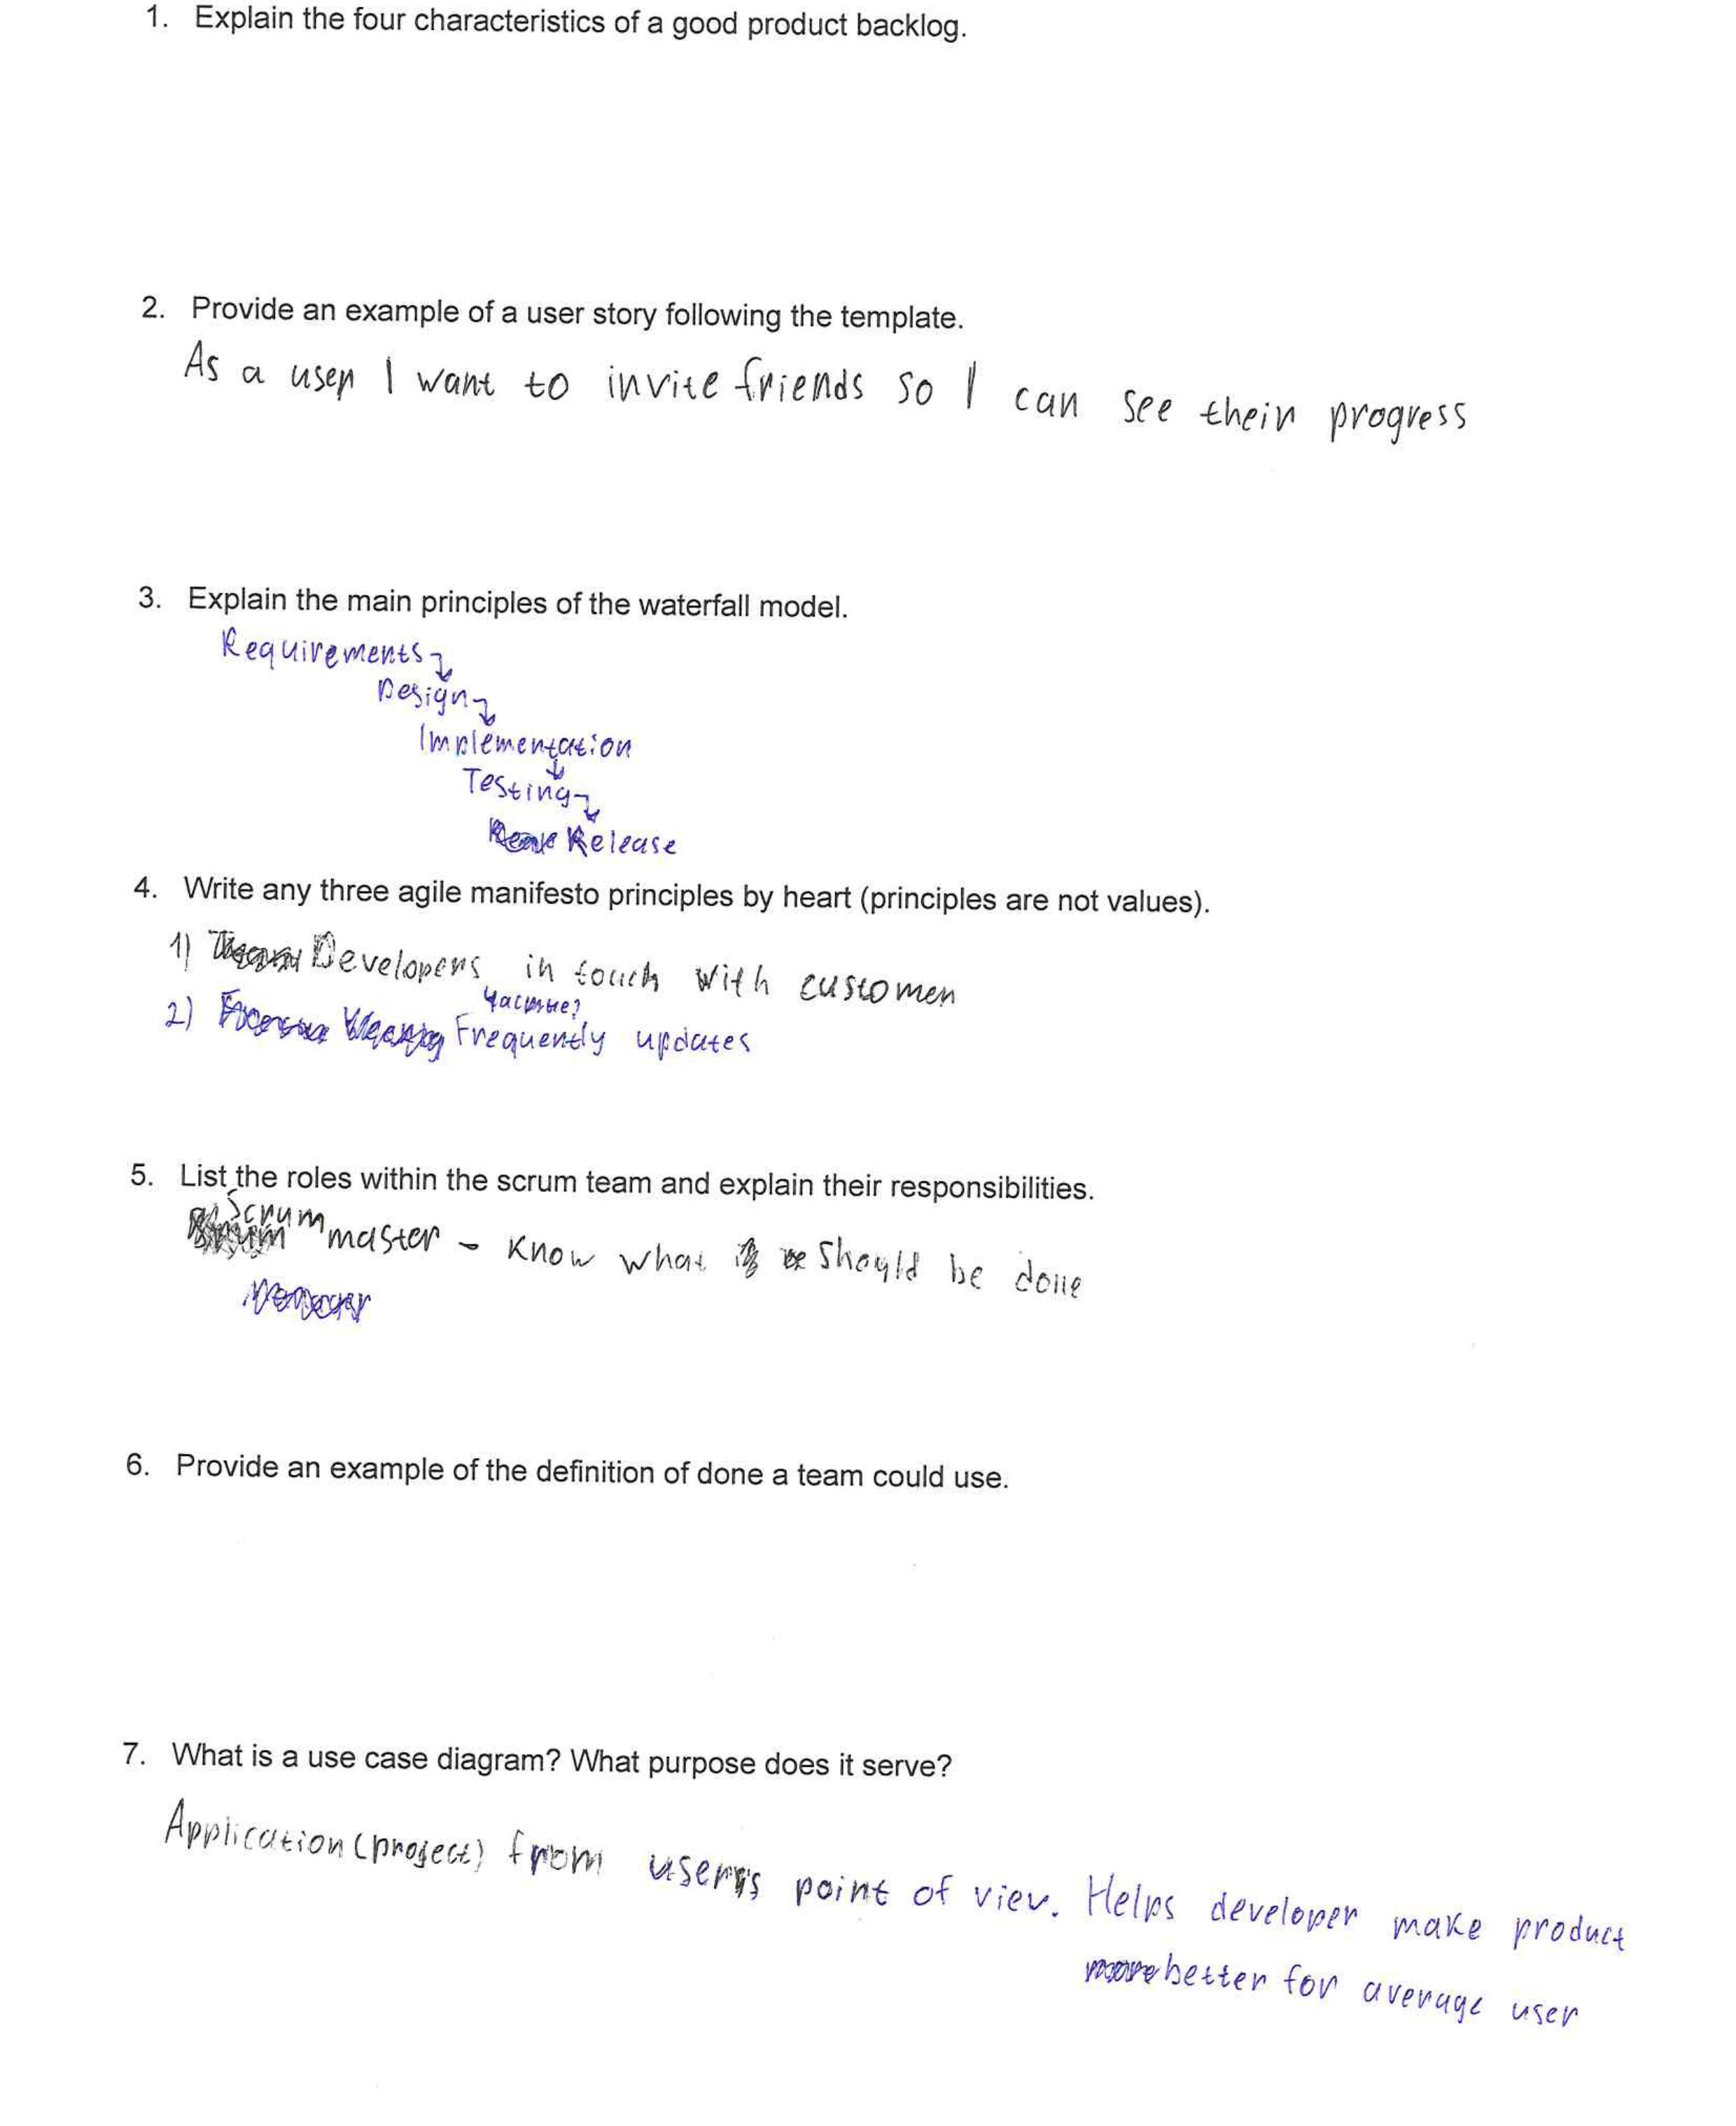 1. Explain the four characteristics of a good product backlog.
2. Provide an example of a user story following the template.
As a user I want to invite friends so I can see their progress
3. Explain the main principles of the waterfall model.
Requirements
Design
Implementation
Testing
Release
4. Write any three agile manifesto principles by heart (principles are not values).
1) Developers in touch with customer
частые?
2) Frequently updates
5. List the roles within the scrum team and explain their responsibilities.
Scrum master - Know what should be done
6. Provide an example of the definition of done a team could use.
7. What is a use case diagram? What purpose does it serve?
Application (project) from user's point of view. Helps developer make product
better for average user